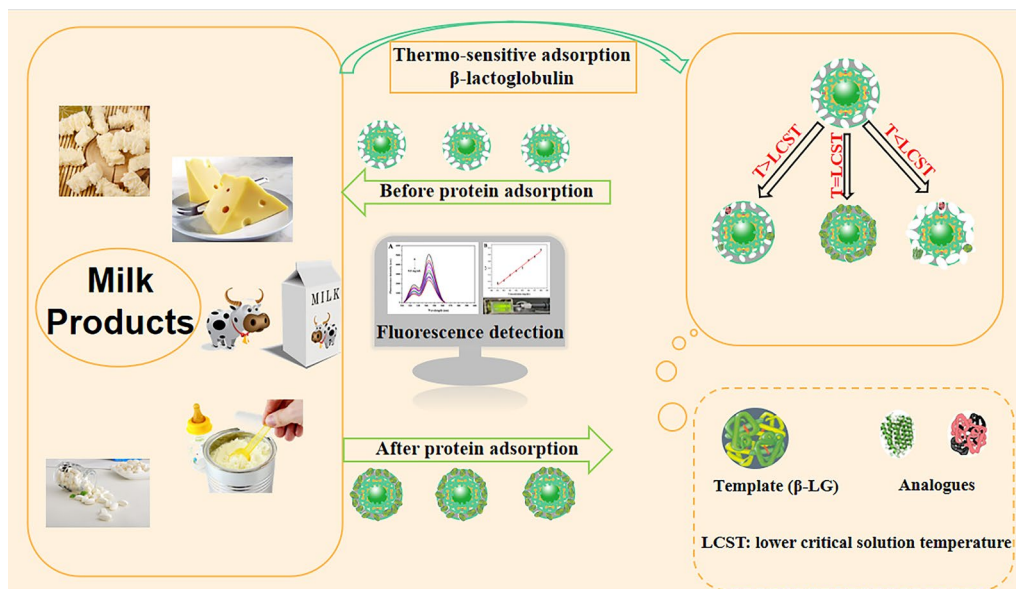 Thermo-sensitive adsorption
β-lactoglobulin
T>LCST
T=LCST
T<LCST
Before protein adsorption
Milk
Products
MILK
A
B
Fluorescence detection
After protein adsorption
Template (β-LG)
Analogues
LCST: lower critical solution temperature